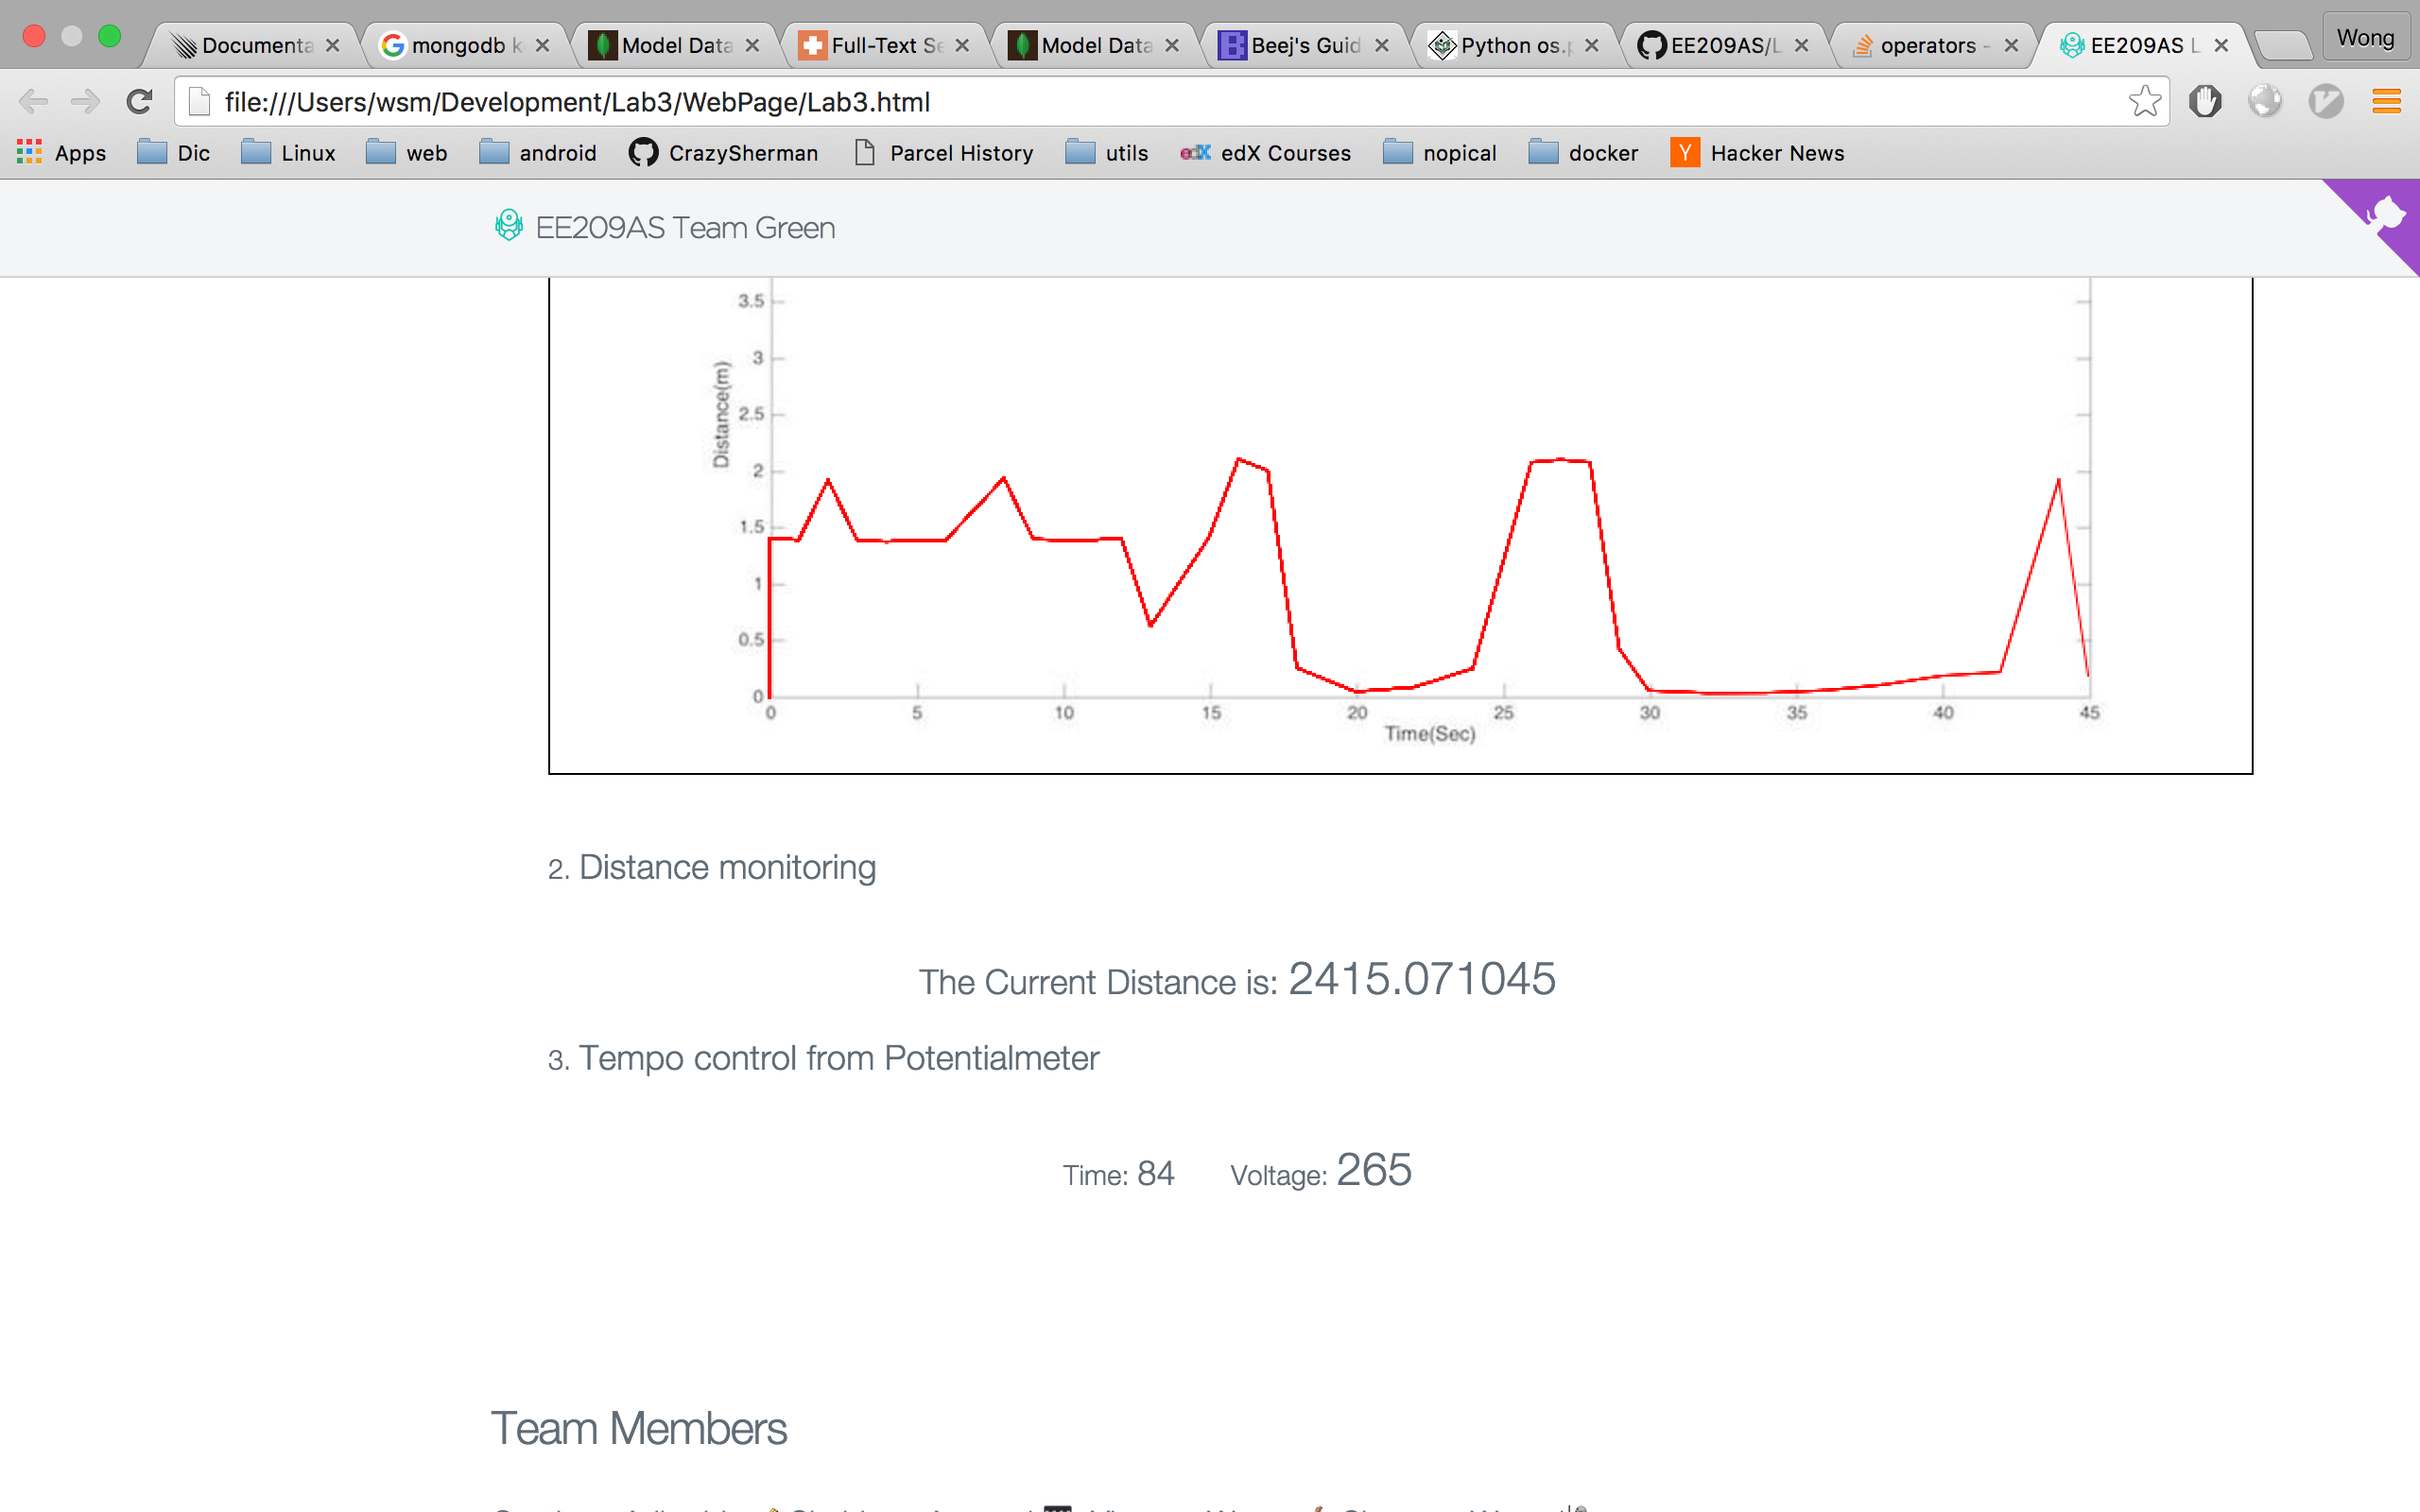 Documenta
mongodb k
Model Data
Full-Text Se
Model Data
Beej's Guid
Python os.p
EE209AS/L
operators -
EE209AS L
Wong
file:///Users/wsm/Development/Lab3/WebPage/Lab3.html
Apps Dic Linux web android CrazySherman Parcel History utils edX Courses nopical docker Hacker News
EE209AS Team Green
3.5
3
2.5
2
1.5
1
0.5
0
Distance(m)
0 5 10 15 20 25 30 35 40 45
Time(Sec)
2. Distance monitoring
The Current Distance is: 2415.071045
3. Tempo control from Potentialmeter
Time: 84 Voltage: 265
Team Members